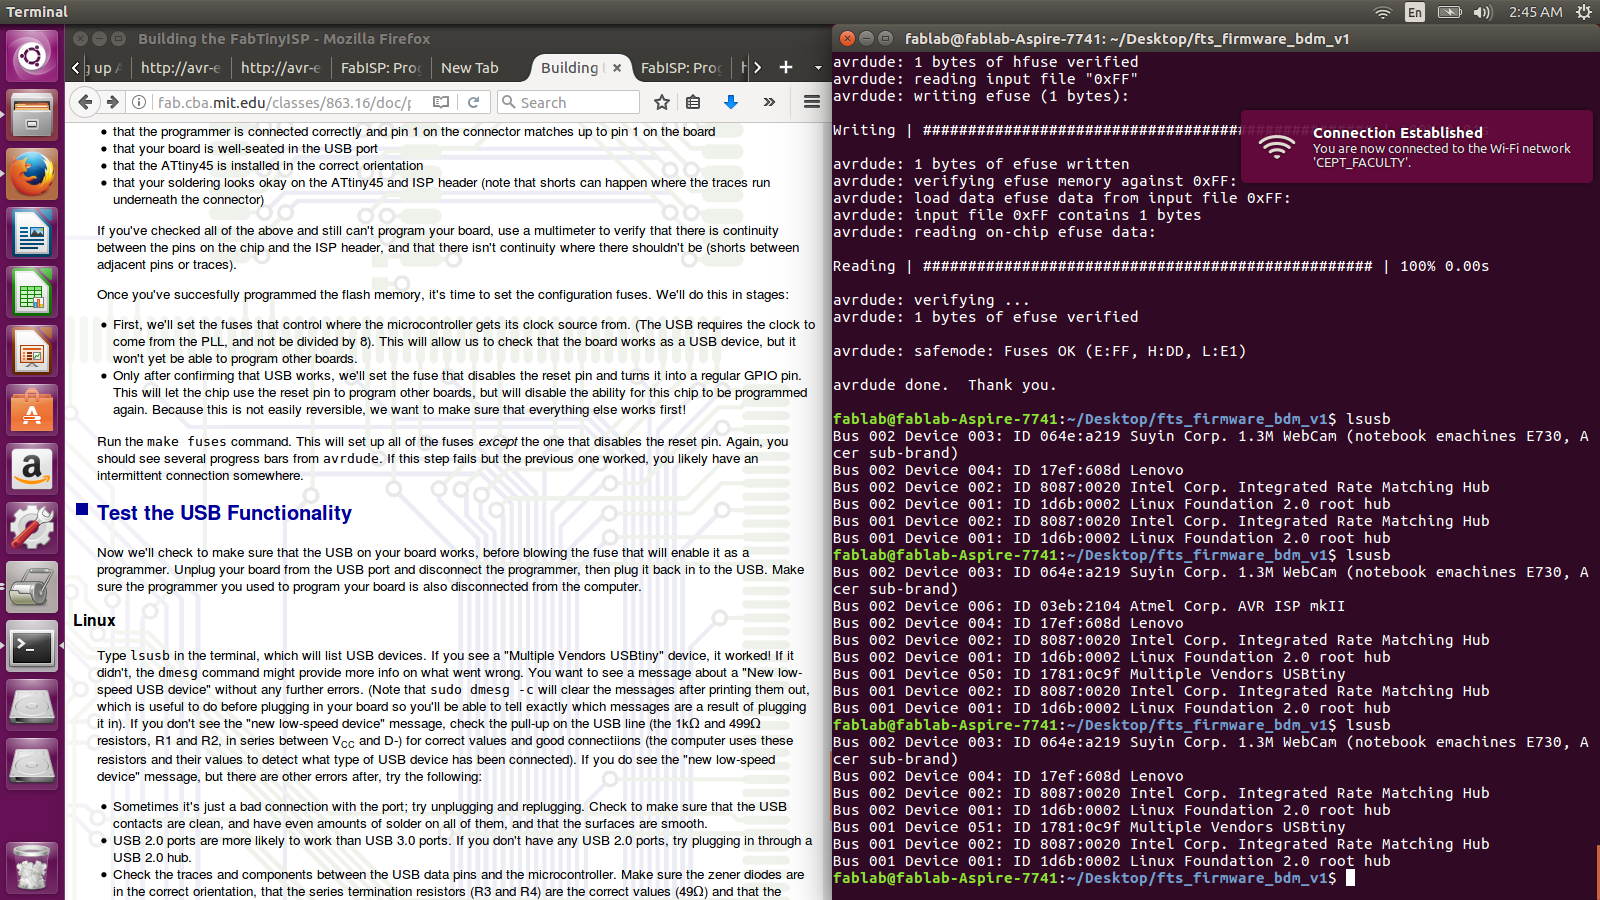 Terminal
En
2:45 AM
Building the FabTinyISP - Mozilla Firefox
g up A
http://avr-e
http://avr-e
FabISP: Prog
New Tab
Building t
FabISP: Prog
fab.cba.mit.edu/classes/863.16/doc/p
Search
that the programmer is connected correctly and pin 1 on the connector matches up to pin 1 on the board
that your board is well-seated in the USB port
that the ATtiny45 is installed in the correct orientation
that your soldering looks okay on the ATtiny45 and ISP header (note that shorts can happen where the traces run
underneath the connector)
If you've checked all of the above and still can't program your board, use a multimeter to verify that there is continuity
between the pins on the chip and the ISP header, and that there isn't continuity where there shouldn't be (shorts between
adjacent pins or traces).
Once you've succesfully programmed the flash memory, it's time to set the configuration fuses. We'll do this in stages:
First, we'll set the fuses that control where the microcontroller gets its clock source from. (The USB requires the clock to
come from the PLL, and not be divided by 8). This will allow us to check that the board works as a USB device, but it
won't yet be able to program other boards.
Only after confirming that USB works, we'll set the fuse that disables the reset pin and turns it into a regular GPIO pin.
This will let the chip use the reset pin to program other boards, but will disable the ability for this chip to be programmed
again. Because this is not easily reversible, we want to make sure that everything else works first!
Run the make fuses command. This will set up all of the fuses except the one that disables the reset pin. Again, you
should see several progress bars from avrdude. If this step fails but the previous one worked, you likely have an
intermittent connection somewhere.
Test the USB Functionality
Now we'll check to make sure that the USB on your board works, before blowing the fuse that will enable it as a
programmer. Unplug your board from the USB port and disconnect the programmer, then plug it back in to the USB. Make
sure the programmer you used to program your board is also disconnected from the computer.
Linux
Type lsusb in the terminal, which will list USB devices. If you see a "Multiple Vendors USBtiny" device, it worked! If it
didn't, the dmesg command might provide more info on what went wrong. You want to see a message about a "New low-
speed USB device" without any further errors. (Note that sudo dmesg -c will clear the messages after printing them out,
which is useful to do before plugging in your board so you'll be able to tell exactly which messages are a result of plugging
it in). If you don't see the "new low-speed device" message, check the pull-up on the USB line (the 1kΩ and 499Ω
resistors, R1 and R2, in series between VCC and D-) for correct values and good connectiions (the computer uses these
resistors and their values to detect what type of USB device has been connected). If you do see the "new low-speed
device" message, but there are other errors after, try the following:
Sometimes it's just a bad connection with the port; try unplugging and replugging. Check to make sure that the USB
contacts are clean, and have even amounts of solder on all of them, and that the surfaces are smooth.
USB 2.0 ports are more likely to work than USB 3.0 ports. If you don't have any USB 2.0 ports, try plugging in through a
USB 2.0 hub.
Check the traces and components between the USB data pins and the microcontroller. Make sure the zener diodes are
in the correct orientation, that the series termination resistors (R3 and R4) are the correct values (49Ω) and that the
fablab@fablab-Aspire-7741: ~/Desktop/fts_firmware_bdm_v1
avrdude: 1 bytes of hfuse verified
avrdude: reading input file "0xFF"
avrdude: writing efuse (1 bytes):
Writing | ###################################
Connection Established
You are now connected to the Wi-Fi network
'CEPT_FACULTY'.
avrdude: 1 bytes of efuse written
avrdude: verifying efuse memory against 0xFF:
avrdude: load data efuse data from input file 0xFF:
avrdude: input file 0xFF contains 1 bytes
avrdude: reading on-chip efuse data:
Reading | ################################################## | 100% 0.00s
avrdude: verifying ...
avrdude: 1 bytes of efuse verified
avrdude: safemode: Fuses OK (E:FF, H:DD, L:E1)
avrdude done.  Thank you.
fablab@fablab-Aspire-7741:~/Desktop/fts_firmware_bdm_v1$ lsusb
Bus 002 Device 003: ID 064e:a219 Suyin Corp. 1.3M WebCam (notebook emachines E730, A
cer sub-brand)
Bus 002 Device 004: ID 17ef:608d Lenovo
Bus 002 Device 002: ID 8087:0020 Intel Corp. Integrated Rate Matching Hub
Bus 002 Device 001: ID 1d6b:0002 Linux Foundation 2.0 root hub
Bus 001 Device 002: ID 8087:0020 Intel Corp. Integrated Rate Matching Hub
Bus 001 Device 001: ID 1d6b:0002 Linux Foundation 2.0 root hub
fablab@fablab-Aspire-7741:~/Desktop/fts_firmware_bdm_v1$ lsusb
Bus 002 Device 003: ID 064e:a219 Suyin Corp. 1.3M WebCam (notebook emachines E730, A
cer sub-brand)
Bus 002 Device 006: ID 03eb:2104 Atmel Corp. AVR ISP mkII
Bus 002 Device 004: ID 17ef:608d Lenovo
Bus 002 Device 002: ID 8087:0020 Intel Corp. Integrated Rate Matching Hub
Bus 002 Device 001: ID 1d6b:0002 Linux Foundation 2.0 root hub
Bus 001 Device 050: ID 1781:0c9f Multiple Vendors USBtiny
Bus 001 Device 002: ID 8087:0020 Intel Corp. Integrated Rate Matching Hub
Bus 001 Device 001: ID 1d6b:0002 Linux Foundation 2.0 root hub
fablab@fablab-Aspire-7741:~/Desktop/fts_firmware_bdm_v1$ lsusb
Bus 002 Device 003: ID 064e:a219 Suyin Corp. 1.3M WebCam (notebook emachines E730, A
cer sub-brand)
Bus 002 Device 004: ID 17ef:608d Lenovo
Bus 002 Device 002: ID 8087:0020 Intel Corp. Integrated Rate Matching Hub
Bus 002 Device 001: ID 1d6b:0002 Linux Foundation 2.0 root hub
Bus 001 Device 051: ID 1781:0c9f Multiple Vendors USBtiny
Bus 001 Device 002: ID 8087:0020 Intel Corp. Integrated Rate Matching Hub
Bus 001 Device 001: ID 1d6b:0002 Linux Foundation 2.0 root hub
fablab@fablab-Aspire-7741:~/Desktop/fts_firmware_bdm_v1$